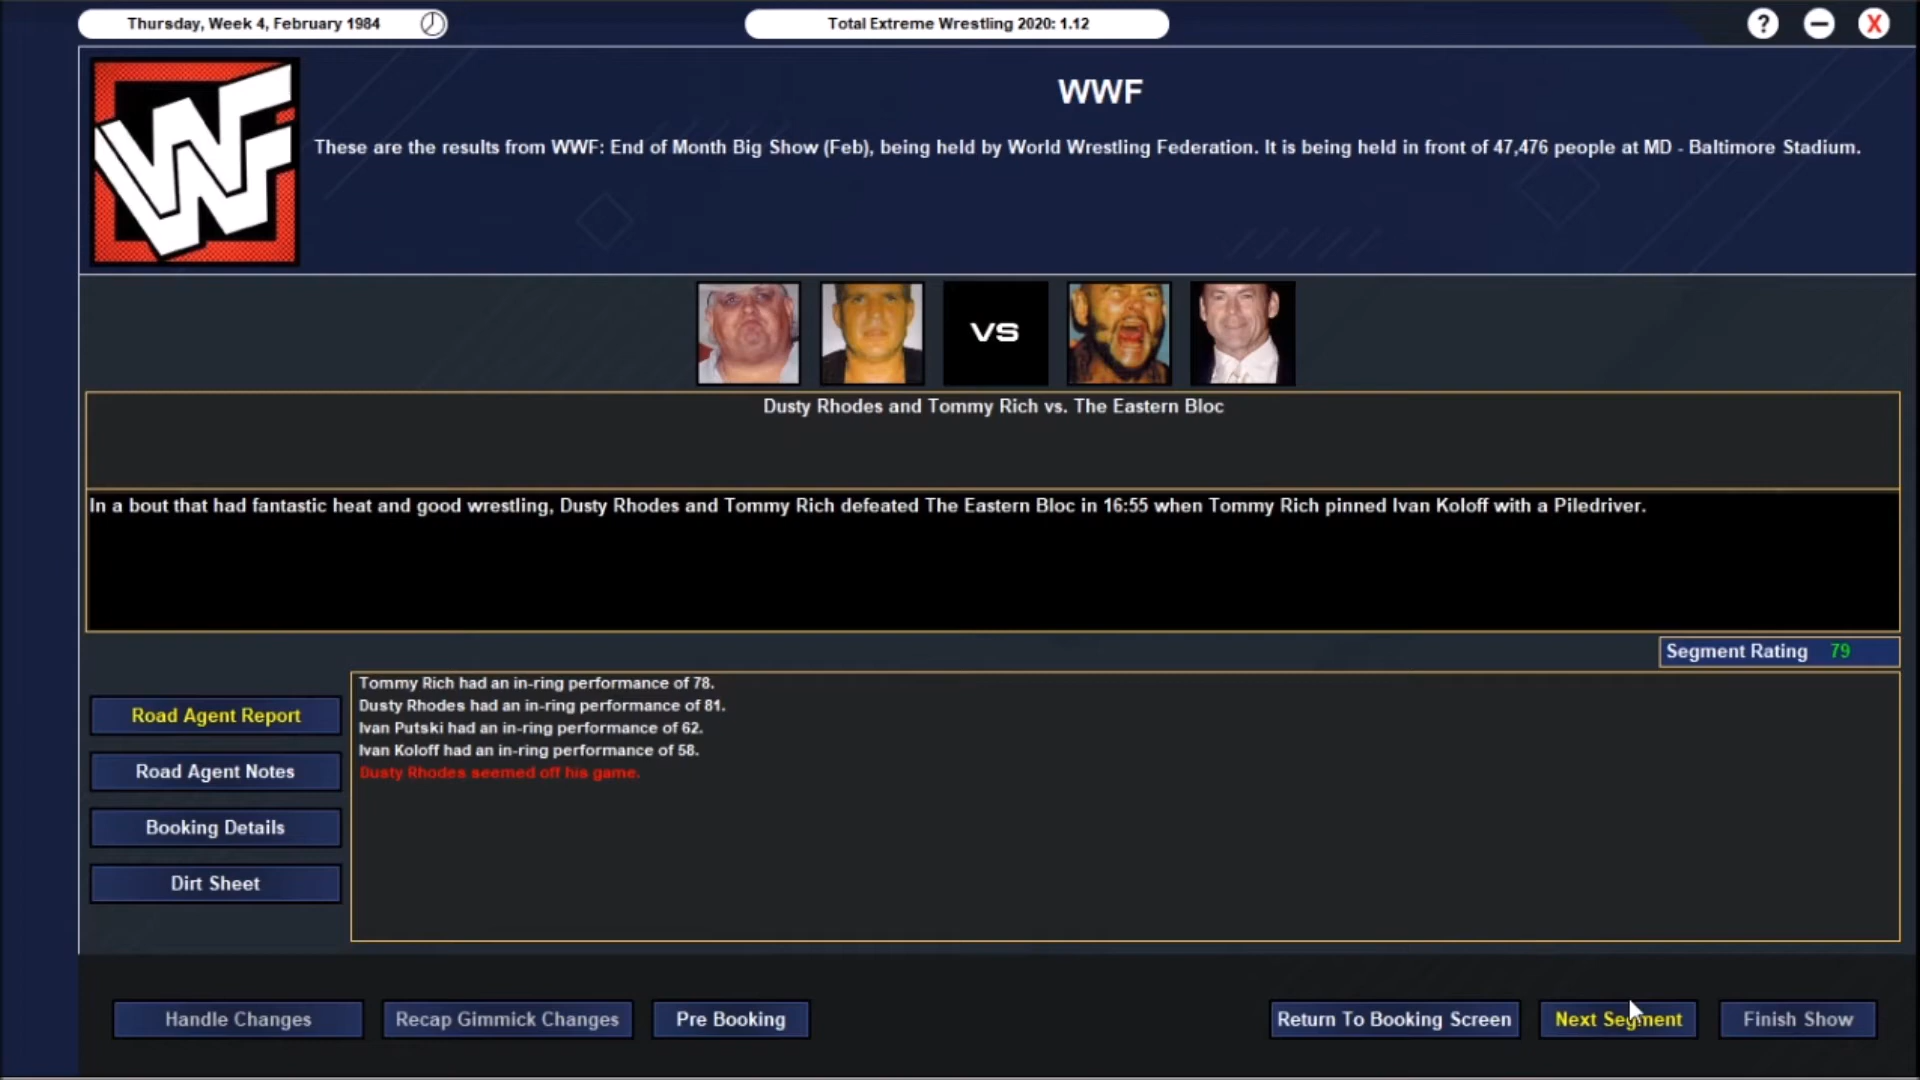 Thursday, Week 4, February 1984
Total Extreme Wrestling 2020: 1.12
?
X
WWF
These are the results from WWF: End of Month Big Show (Feb), being held by World Wrestling Federation. It is being held in front of 47,476 people at MD - Baltimore Stadium.
VS
Dusty Rhodes and Tommy Rich vs. The Eastern Bloc
In a bout that had fantastic heat and good wrestling, Dusty Rhodes and Tommy Rich defeated The Eastern Bloc in 16:55 when Tommy Rich pinned Ivan Koloff with a Piledriver.
Segment Rating 79
Road Agent Report
Road Agent Notes
Booking Details
Dirt Sheet
Tommy Rich had an in-ring performance of 78.
Dusty Rhodes had an in-ring performance of 81.
Ivan Putski had an in-ring performance of 62.
Ivan Koloff had an in-ring performance of 58.
Dusty Rhodes seemed off his game.
Handle Changes
Recap Gimmick Changes
Pre Booking
Return To Booking Screen
Next Segment
Finish Show